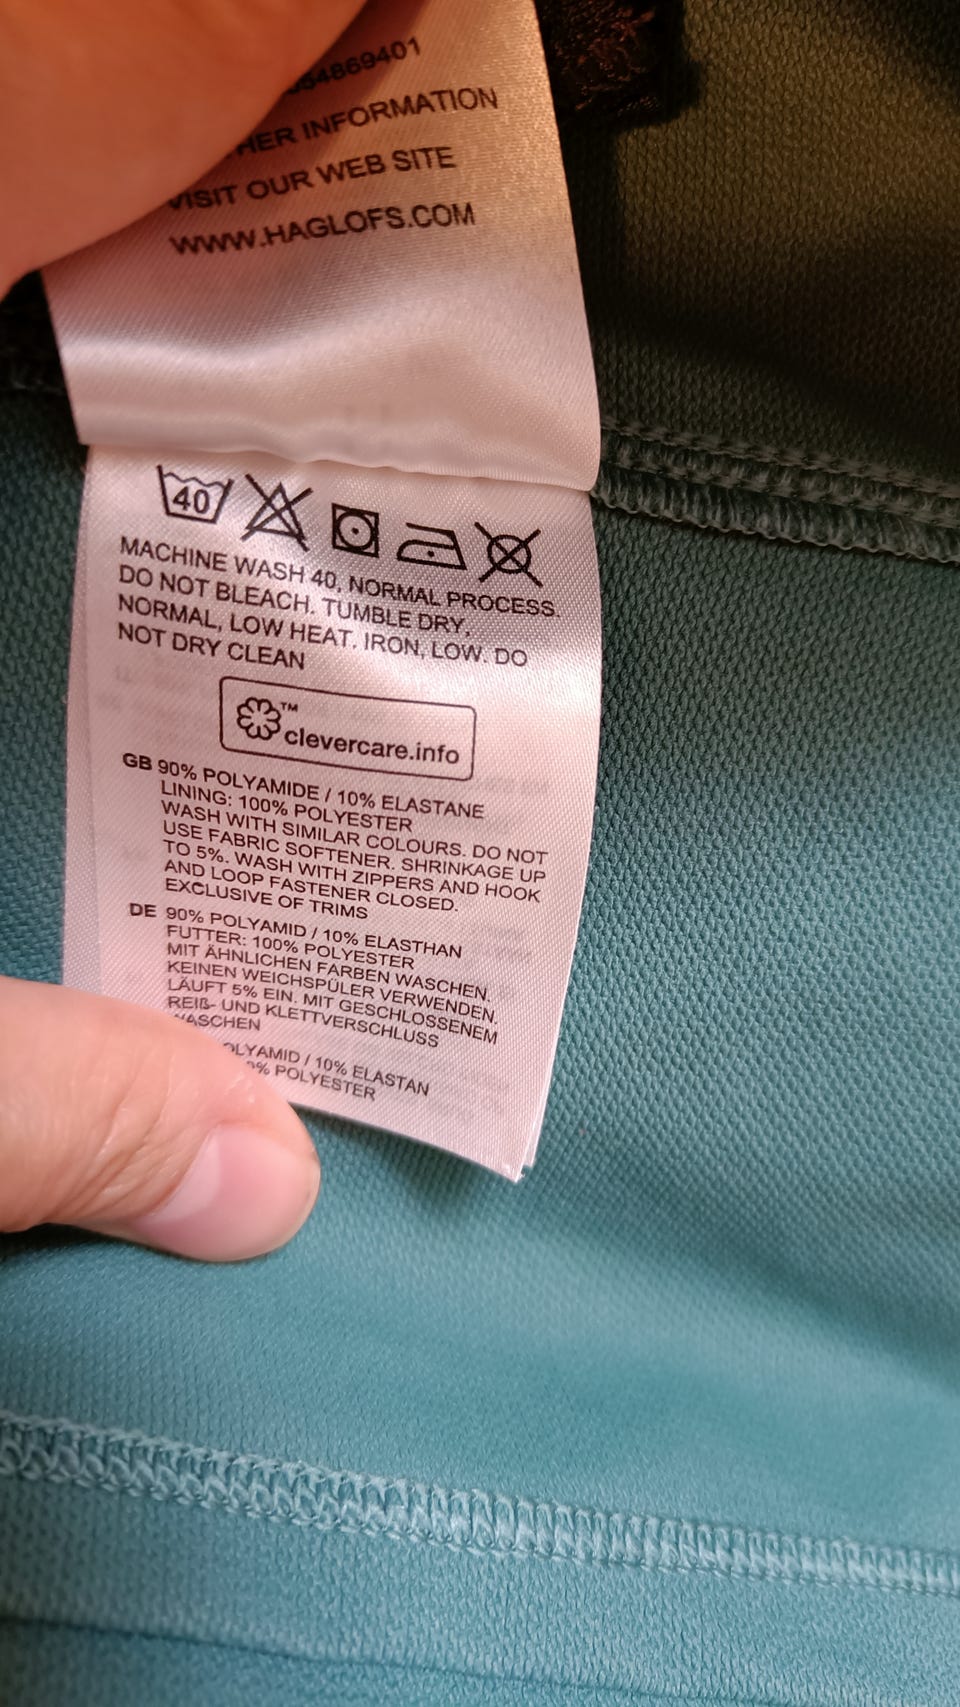 54869401
HER INFORMATION
VISIT OUR WEB SITE
WWW.HAGLOFS.COM
40
MACHINE WASH 40, NORMAL PROCESS.
DO NOT BLEACH. TUMBLE DRY,
NORMAL, LOW HEAT. IRON, LOW. DO
NOT DRY CLEAN
™
clevercare.info
GB 90% POLYAMIDE / 10% ELASTANE
LINING: 100% POLYESTER
WASH WITH SIMILAR COLOURS. DO NOT
USE FABRIC SOFTENER. SHRINKAGE UP
TO 5%. WASH WITH ZIPPERS AND HOOK
AND LOOP FASTENER CLOSED.
EXCLUSIVE OF TRIMS
DE 90% POLYAMID / 10% ELASTHAN
FUTTER: 100% POLYESTER
MIT ÄHNLICHEN FARBEN WASCHEN.
KEINEN WEICHSPÜLER VERWENDEN.
LÄUFT 5% EIN. MIT GESCHLOSSENEM
REIß- UND KLETTVERSCHLUSS
WASCHEN
OLYAMID / 10% ELASTAN
0% POLYESTER